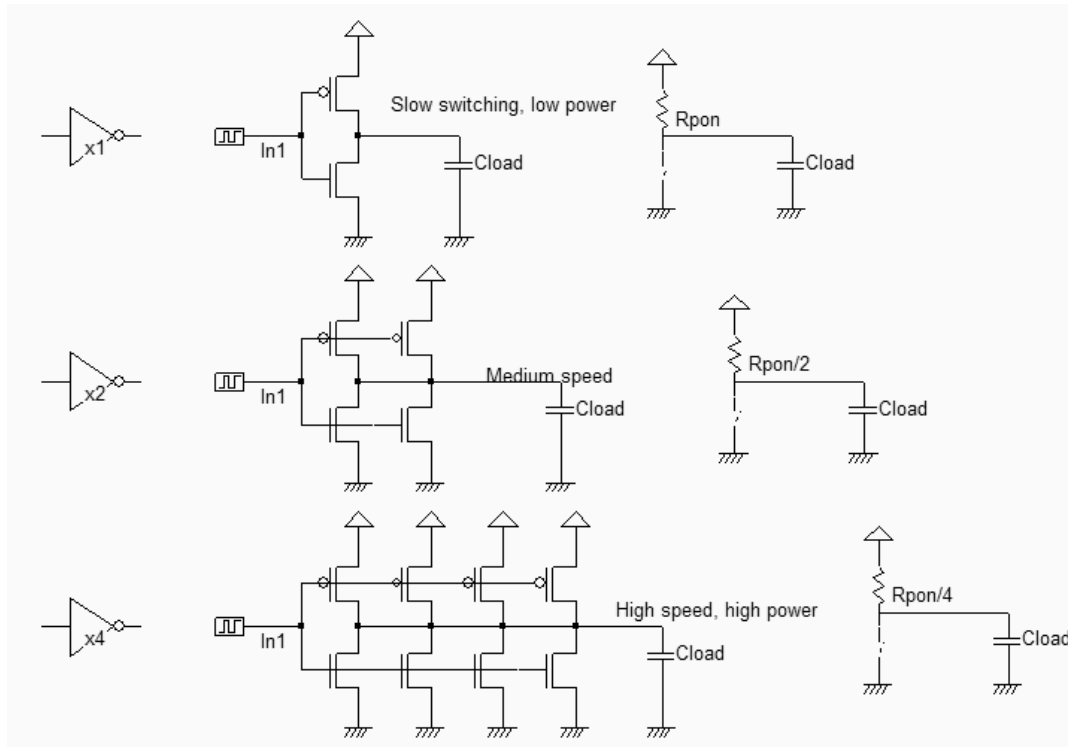 Slow switching, low power
Rpon
x1
In1
Cload
Cload
Rpon/2
Medium speed
x2
In1
Cload
Cload
Rpon/4
High speed, high power
x4
In1
Cload
Cload